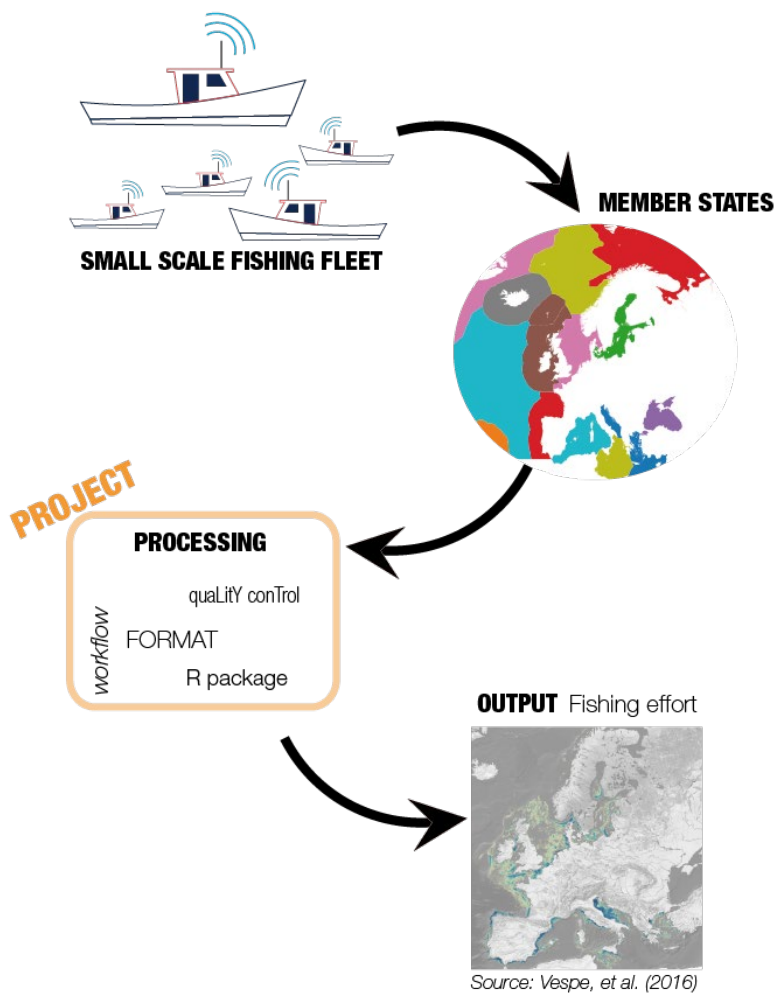 SMALL SCALE FISHING FLEET
MEMBER STATES
PROJECT
PROCESSING
quaLitY conTrol
workflow
FORMAT
R package
OUTPUT Fishing effort
Source: Vespe, et al. (2016)